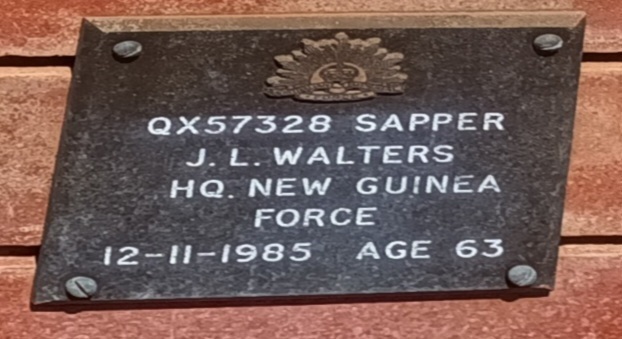 QX57328 SAPPER
J. L. WALTERS
HQ. NEW GUINEA
FORCE
12-11-1985 AGE 63